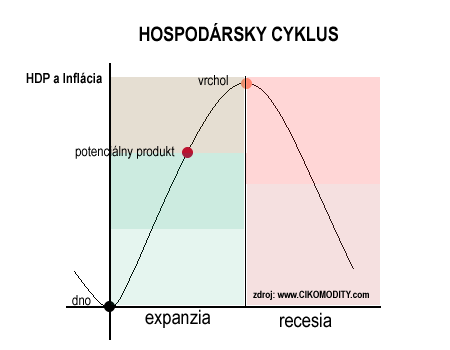 HOSPODÁRSKY CYKLUS
HDP a Inflácia
vrchol
potenciálny produkt
dno
zdroj: www.CIKOMODITY.com
expanzia
recesia